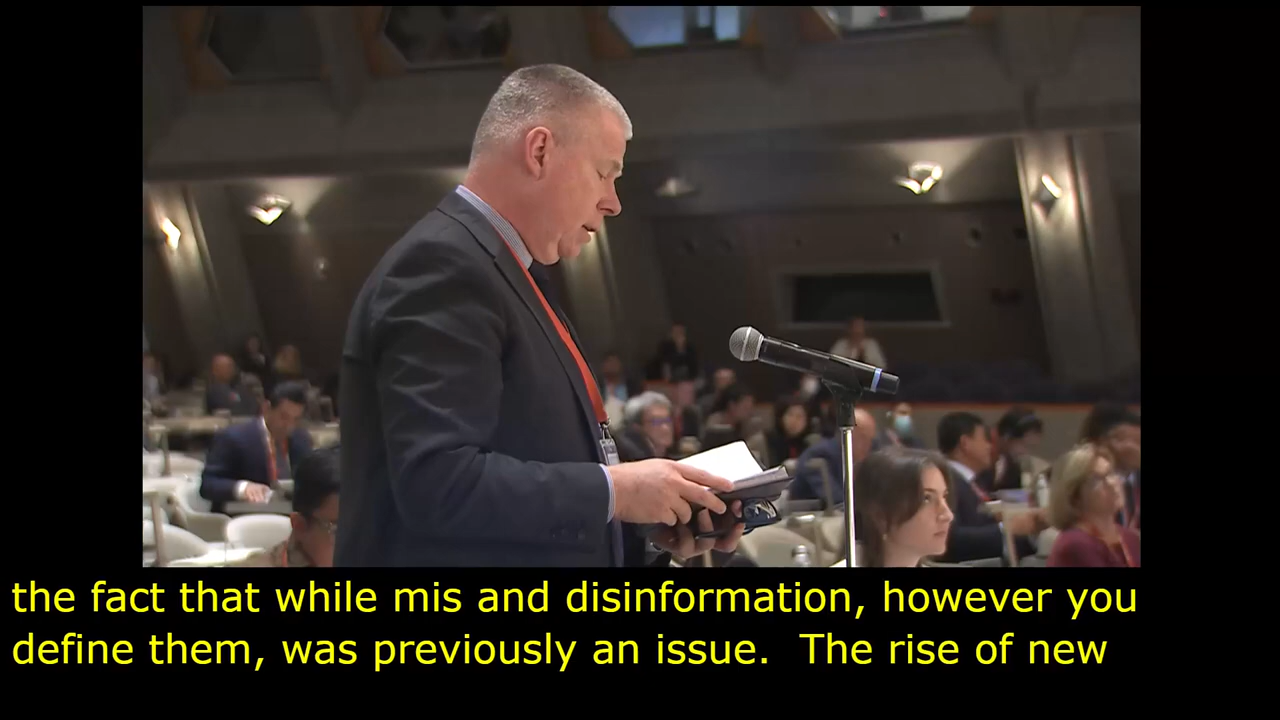 the fact that while mis and disinformation, however you
define them, was previously an issue.  The rise of new